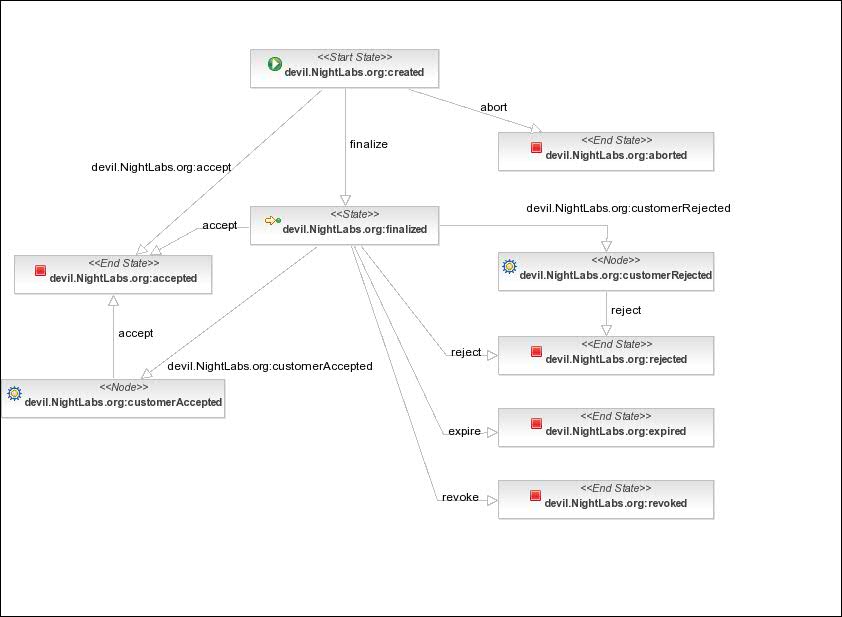 <<Start State>>
devil.NightLabs.org:created
abort
<<End State>>
devil.NightLabs.org:aborted
finalize
devil.NightLabs.org:accept
<<State>>
devil.NightLabs.org:finalized
accept
devil.NightLabs.org:customerRejected
<<End State>>
devil.NightLabs.org:accepted
<<Node>>
devil.NightLabs.org:customerRejected
reject
accept
<<End State>>
devil.NightLabs.org:rejected
reject
devil.NightLabs.org:customerAccepted
<<Node>>
devil.NightLabs.org:customerAccepted
expire
<<End State>>
devil.NightLabs.org:expired
revoke
<<End State>>
devil.NightLabs.org:revoked